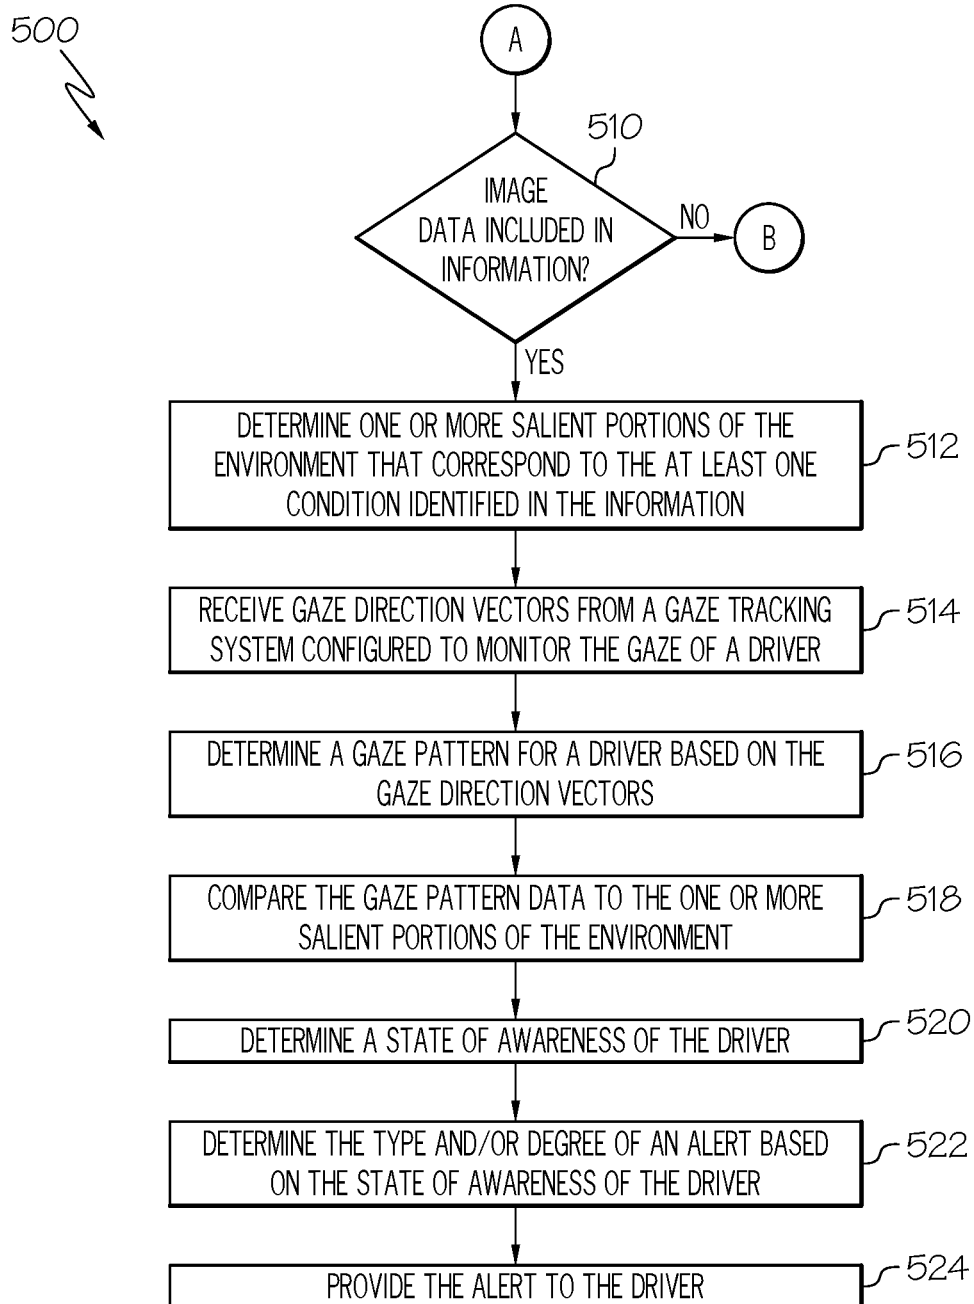 500
A
510
IMAGE
DATA INCLUDED IN
INFORMATION?
NO
B
YES
DETERMINE ONE OR MORE SALIENT PORTIONS OF THE
ENVIRONMENT THAT CORRESPOND TO THE AT LEAST ONE
CONDITION IDENTIFIED IN THE INFORMATION
512
RECEIVE GAZE DIRECTION VECTORS FROM A GAZE TRACKING
SYSTEM CONFIGURED TO MONITOR THE GAZE OF A DRIVER
514
DETERMINE A GAZE PATTERN FOR A DRIVER BASED ON THE
GAZE DIRECTION VECTORS
516
COMPARE THE GAZE PATTERN DATA TO THE ONE OR MORE
SALIENT PORTIONS OF THE ENVIRONMENT
518
DETERMINE A STATE OF AWARENESS OF THE DRIVER
520
DETERMINE THE TYPE AND/OR DEGREE OF AN ALERT BASED
ON THE STATE OF AWARENESS OF THE DRIVER
522
PROVIDE THE ALERT TO THE DRIVER
524